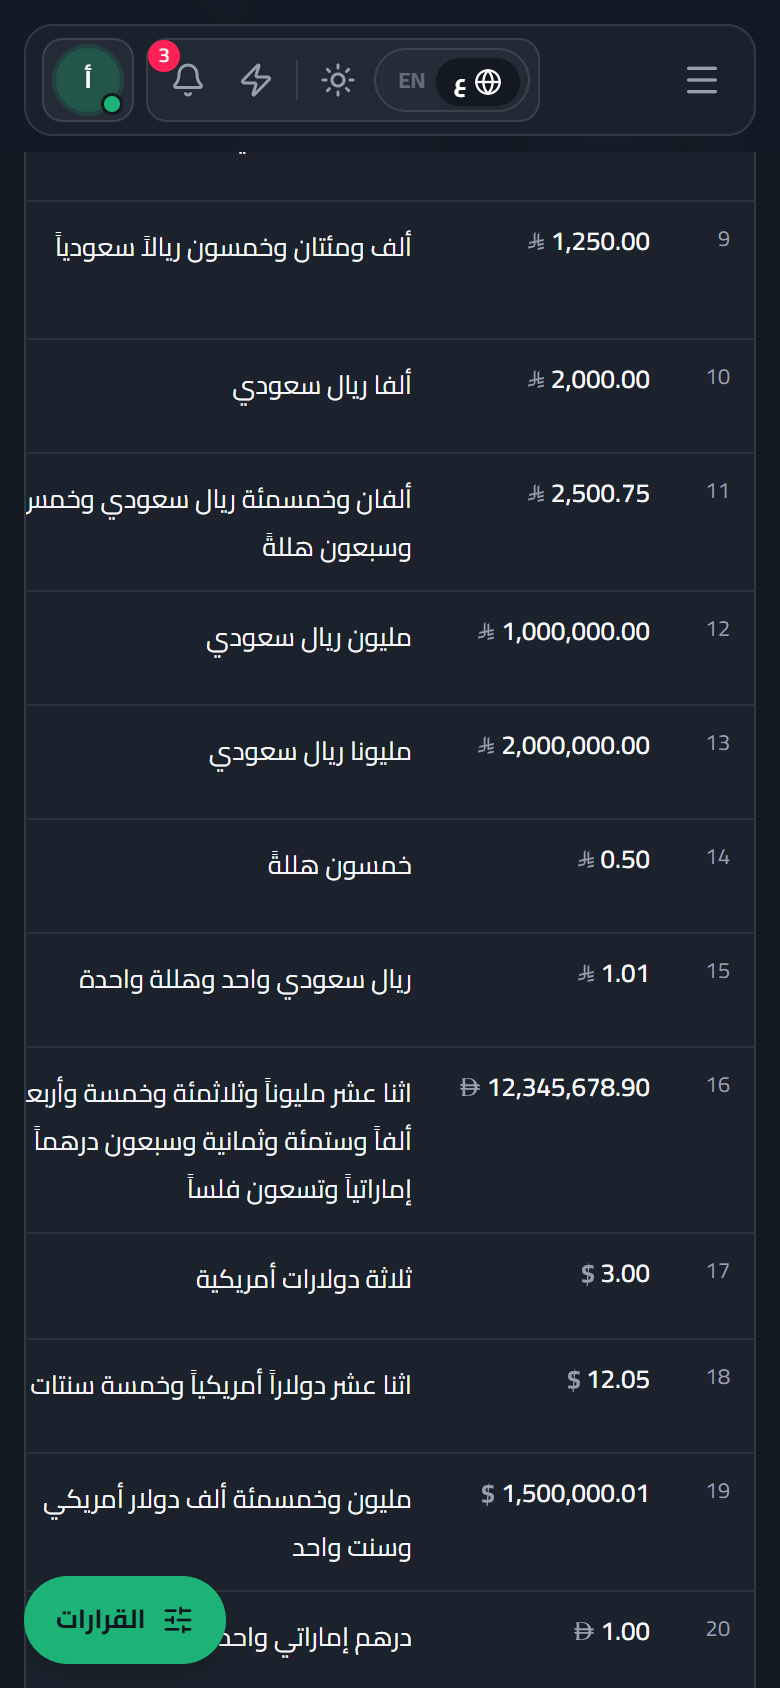 أ
3
EN
ع
9
1,250.00
ألف ومئتان وخمسون ريالاً سعودياً
10
2,000.00
ألفا ريال سعودي
11
2,500.75
ألفان وخمسمئة ريال سعودي
وسبعون هللةً
12
1,000,000.00
مليون ريال سعودي
13
2,000,000.00
مليونا ريال سعودي
14
0.50
خمسون هللةً
15
1.01
ريال سعودي واحد وهللة واحدة
16
12,345,678.90
اثنا عشر مليوناً وثلاثمئة وخمسة
ألفاً وستمئة وثمانية وسبعون درهماً
إماراتياً وتسعون فلساً
17
$ 3.00
ثلاثة دولارات أمريكية
18
$ 12.05
اثنا عشر دولاراً أمريكياً وخمسة سنتات
19
$ 1,500,000.01
مليون وخمسمئة ألف دولار أمريكي
وسنت واحد
20
1.00
درهم إماراتي واحد
القرارات